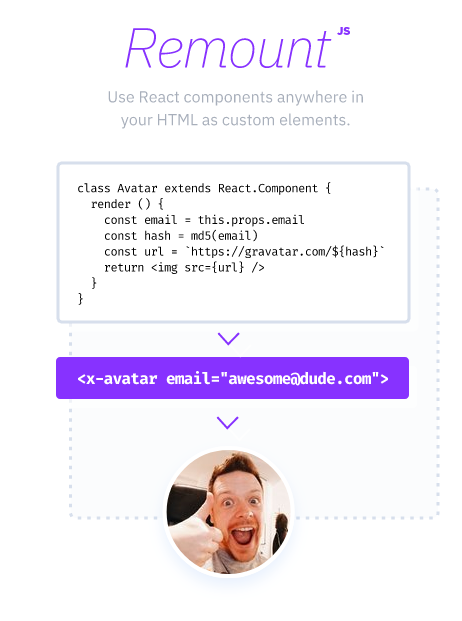 Remount JS
Use React components anywhere in
your HTML as custom elements.
class Avatar extends React.Component {
  render () {
    const email = this.props.email
    const hash = md5(email)
    const url = `https://gravatar.com/${hash}`
    return <img src={url} />
  }
}
<x-avatar email="awesome@dude.com">